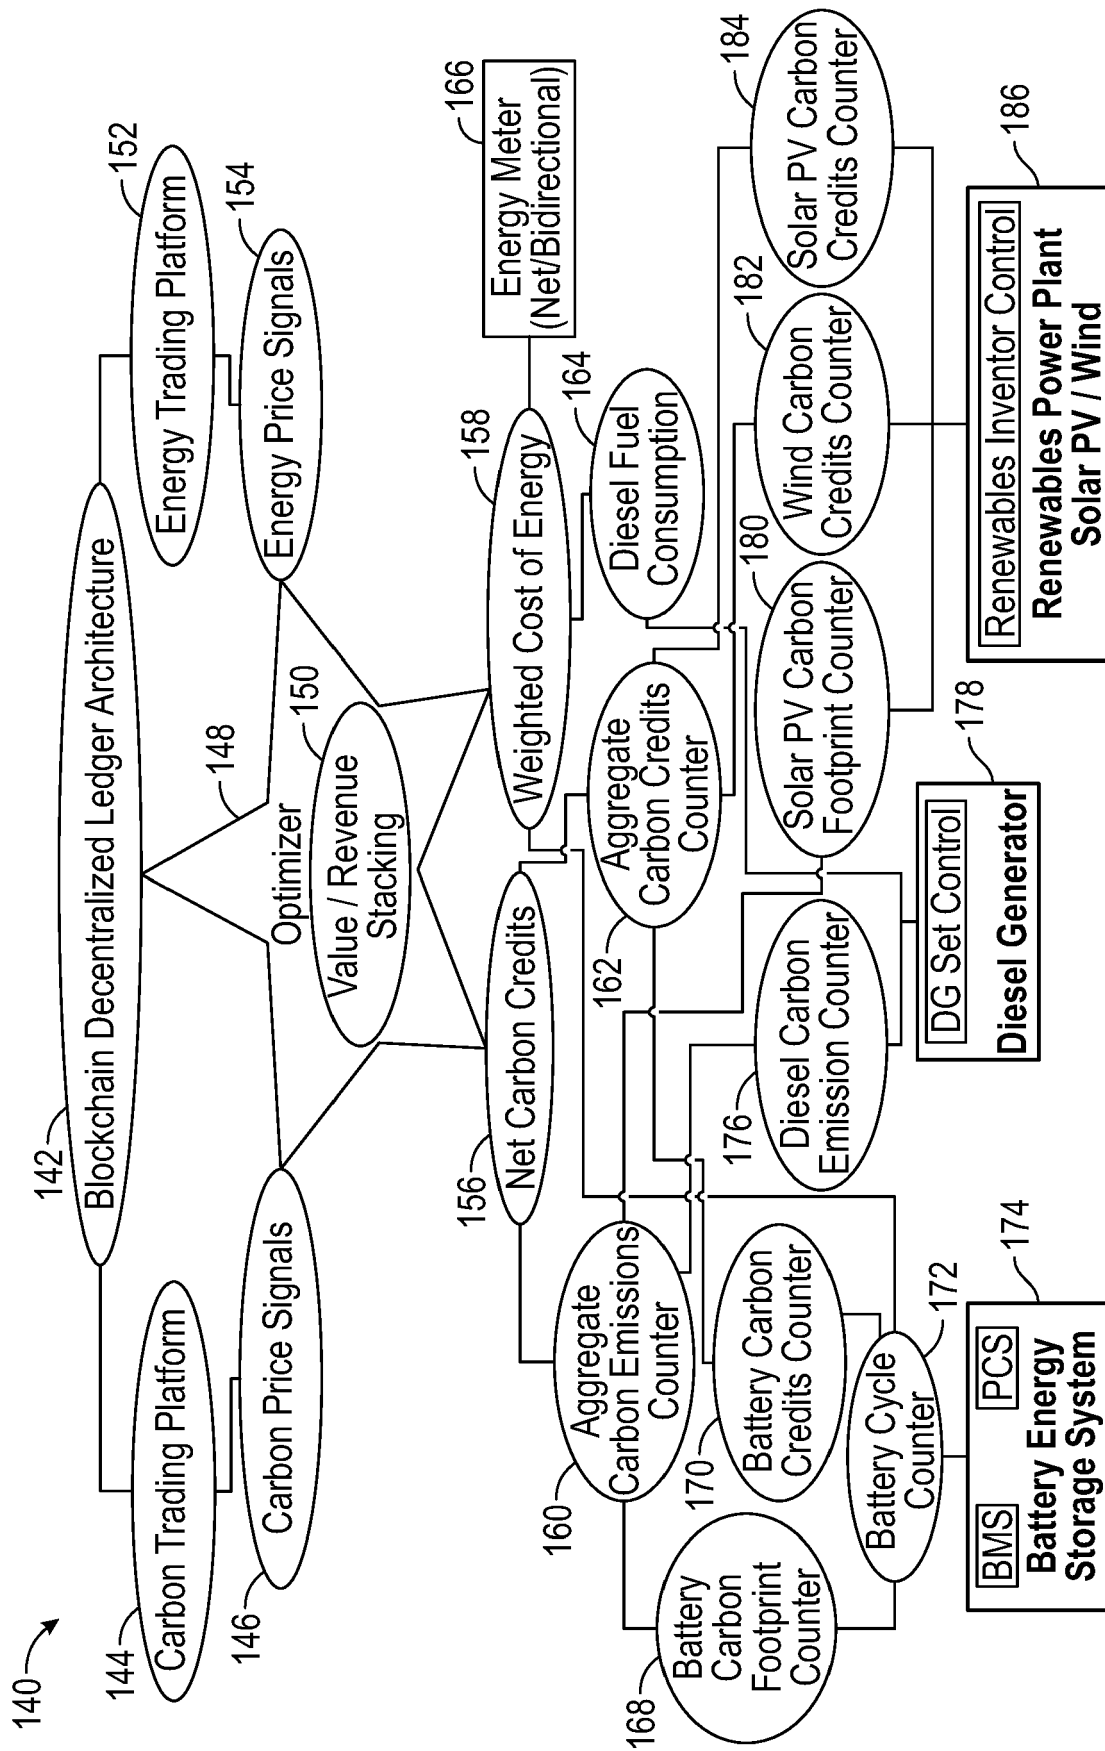 140
142
Blockchain Decentralized Ledger Architecture
144
Carbon Trading Platform
152
Energy Trading Platform
146
Carbon Price Signals
148
154
Energy Price Signals
Optimizer
150
Value / Revenue
Stacking
156
Net Carbon Credits
158
Weighted Cost of Energy
166
Energy Meter
(Net/Bidirectional)
160
Aggregate
Carbon Emissions
Counter
162
Aggregate
Carbon Credits
Counter
164
Diesel Fuel
Consumption
168
Battery
Carbon
Footprint
Counter
170
Battery Carbon
Credits Counter
176
Diesel Carbon
Emission Counter
180
Solar PV Carbon
Footprint Counter
182
Wind Carbon
Credits Counter
184
Solar PV Carbon
Credits Counter
172
Battery Cycle
Counter
174
BMS
PCS
Battery Energy
Storage System
178
DG Set Control
Diesel Generator
186
Renewables Inventor Control
Renewables Power Plant
Solar PV / Wind